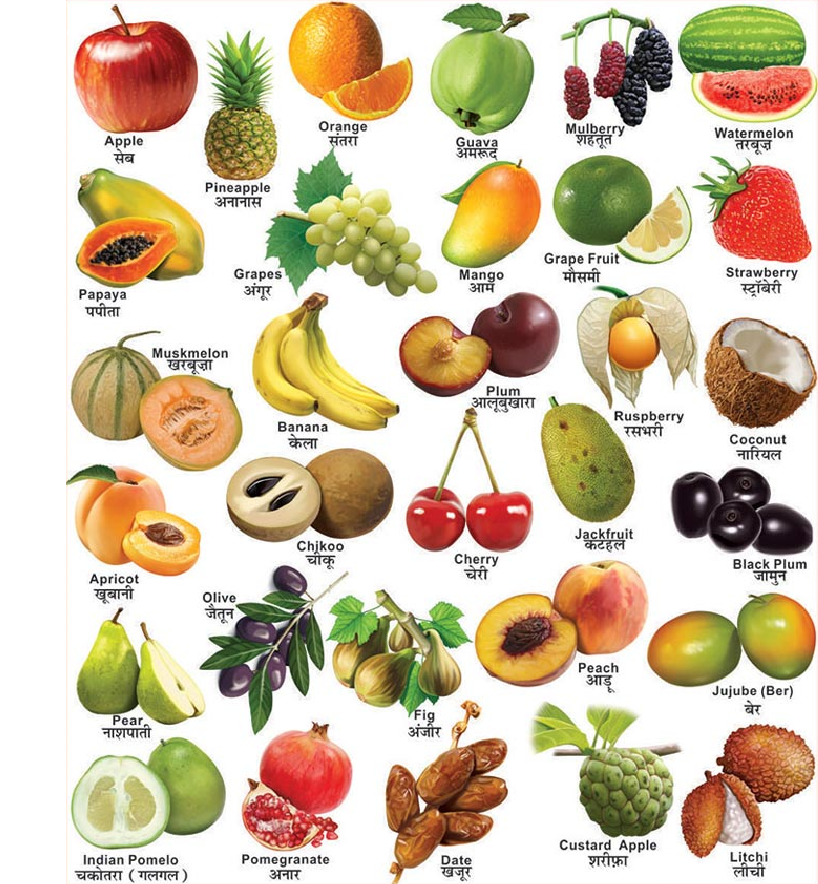 Apple
सेब
Pineapple
अनानास
Orange
संतरा
Guava
अमरूद
Mulberry
शहतूत
Watermelon
तरबूज़
Papaya
पपीता
Grapes
अंगूर
Mango
आम
Grape Fruit
मौसमी
Strawberry
स्ट्रॉबेरी
Muskmelon
खरबूज़ा
Banana
केला
Plum
आलूबुखारा
Ruspberry
रसभरी
Coconut
नारियल
Apricot
खूबानी
Chikoo
चीकू
Cherry
चेरी
Jackfruit
कटहल
Black Plum
जामुन
Pear
नाशपाती
Olive
जैतून
Fig
अंजीर
Peach
आड़ू
Jujube (Ber)
बेर
Indian Pomelo
चकोतरा ( गलगल )
Pomegranate
अनार
Date
खजूर
Custard Apple
शरीफ़ा
Litchi
लीची